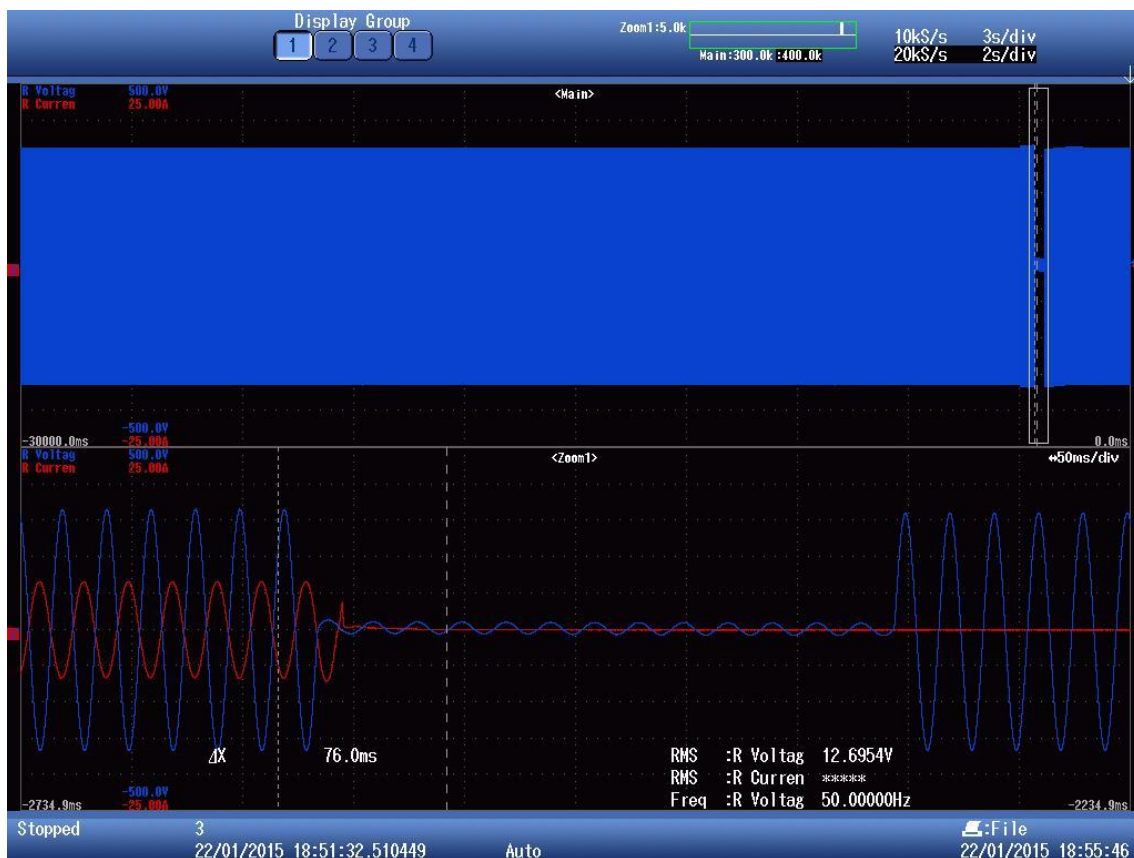 Display Group
1 2 3 4
Zoom1:5.0k
Main:300.0k :400.0k
10kS/s 3s/div
20kS/s 2s/div
R Voltag 500.0V
R Curren 25.00A
<Main>
-500.0V
-30000.0ms -25.00A 0.0ms
R Voltag 500.0V
R Curren 25.00A
<Zoom1>
50ms/div
ΔX 76.0ms
RMS :R Voltag 12.6954V
RMS :R Curren *****
Freq :R Voltag 50.00000Hz
-500.0V
-2734.9ms -25.00A -2234.9ms
Stopped 3 :File
22/01/2015 18:51:32.510449 Auto 22/01/2015 18:55:46